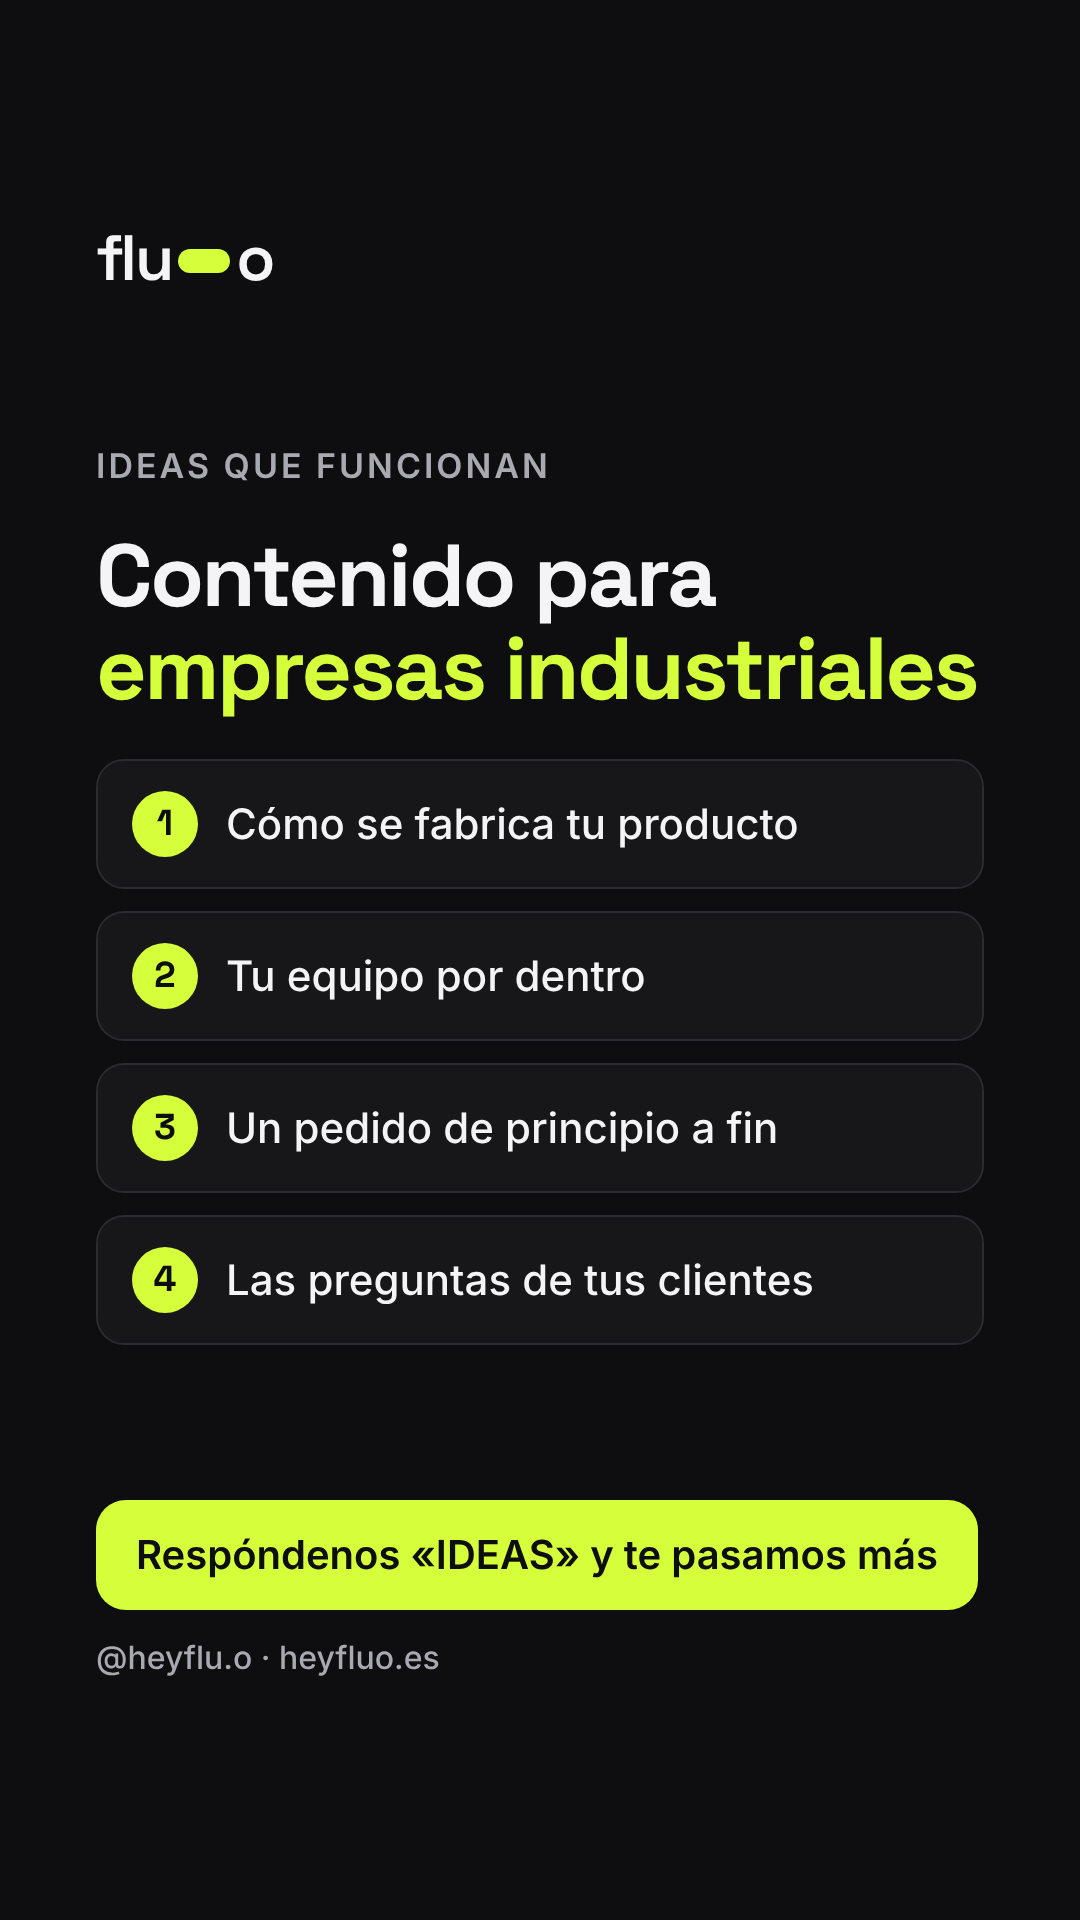 fluo
IDEAS QUE FUNCIONAN
Contenido para
empresas industriales
1 Cómo se fabrica tu producto
2 Tu equipo por dentro
3 Un pedido de principio a fin
4 Las preguntas de tus clientes
Respóndenos «IDEAS» y te pasamos más
@heyflu.o · heyfluo.es